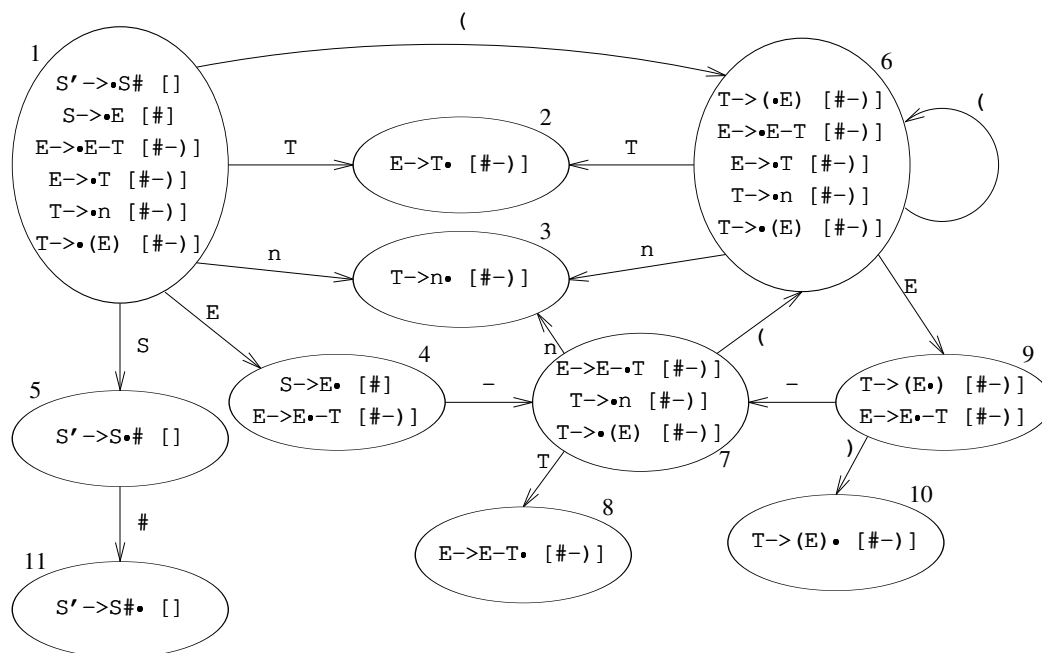 (
1
S'->•S# []
S->•E [#]
E->•E-T [#-)]
E->•T [#-)]
T->•n [#-)]
T->•(E) [#-)]
6
T->(•E) [#-)]
E->•E-T [#-)]
E->•T [#-)]
T->•n [#-)]
T->•(E) [#-)]
(
2
E->T• [#-)]
T
T
3
T->n• [#-)]
n
n
E
S
n
(
E
4
S->E• [#]
E->E•-T [#-)]
-
E->E-•T [#-)]
T->•n [#-)]
T->•(E) [#-)]
7
-
9
T->(E•) [#-)]
E->E•-T [#-)]
5
S'->S•# []
T
)
#
8
E->E-T• [#-)]
10
T->(E)• [#-)]
11
S'->S#• []